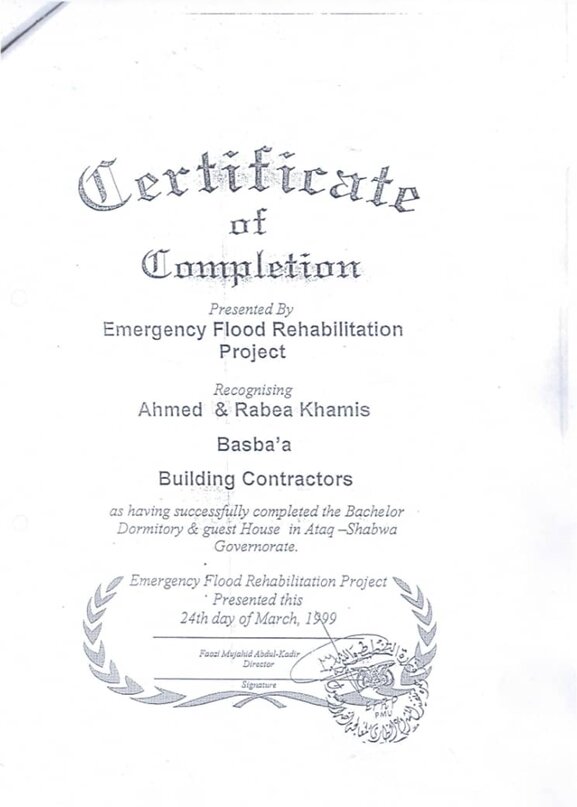 Certificate
of
Completion
Presented By
Emergency Flood Rehabilitation
Project
Recognising
Ahmed & Rabea Khamis
Basba'a
Building Contractors
as having successfully completed the Bachelor
Dormitory & guest House in Ataq –Shabwa
Governorate.
Emergency Flood Rehabilitation Project
Presented this
24th day of March, 1999
Faozi Mujahid Abdul-Kadir
Director
Signature
EFRP
PMU